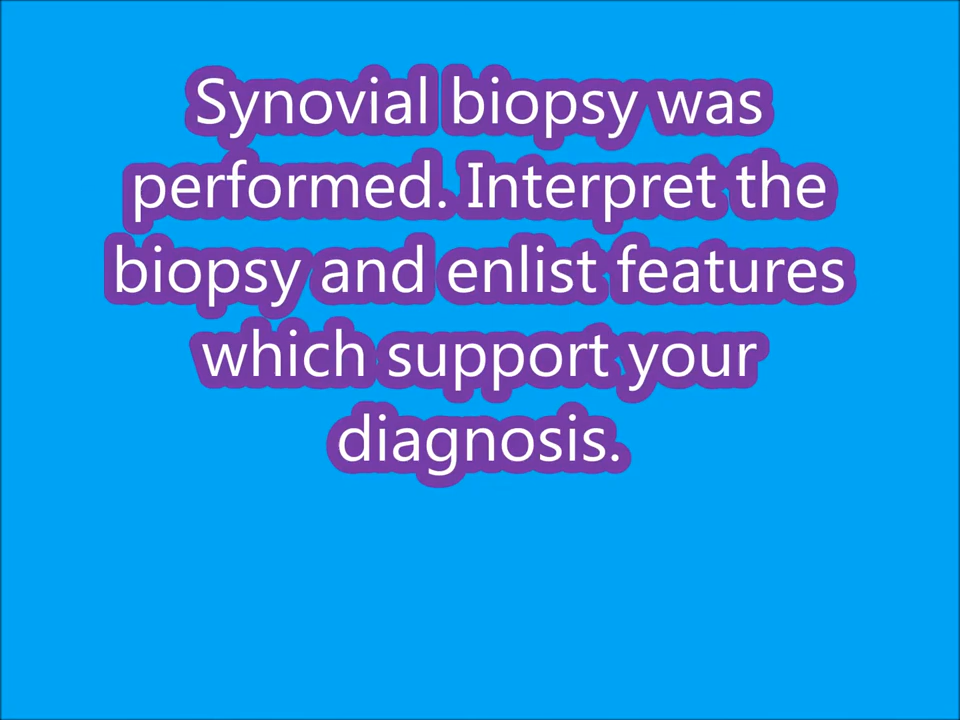 Synovial biopsy was
performed. Interpret the
biopsy and enlist features
which support your
diagnosis.